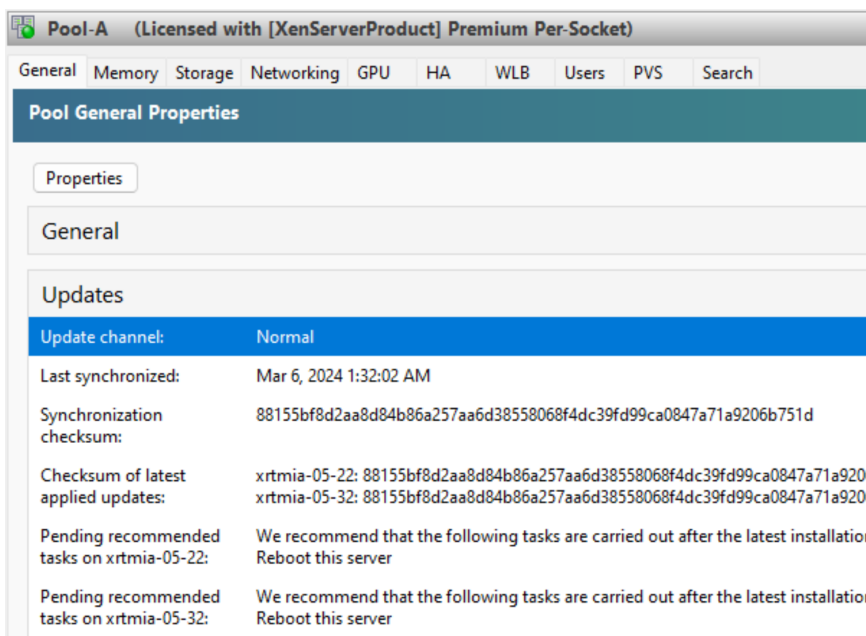 Pool-A (Licensed with [XenServerProduct] Premium Per-Socket)
General Memory Storage Networking GPU HA WLB Users PVS Search
Pool General Properties
Properties
General
Updates
Update channel: Normal
Last synchronized: Mar 6, 2024 1:32:02 AM
Synchronization checksum: 88155bf8d2aa8d84b86a257aa6d38558068f4dc39fd99ca0847a71a9206b751d
Checksum of latest applied updates: xrtmia-05-22: 88155bf8d2aa8d84b86a257aa6d38558068f4dc39fd99ca0847a71a920
xrtmia-05-32: 88155bf8d2aa8d84b86a257aa6d38558068f4dc39fd99ca0847a71a920
Pending recommended tasks on xrtmia-05-22: We recommend that the following tasks are carried out after the latest installation
Reboot this server
Pending recommended tasks on xrtmia-05-32: We recommend that the following tasks are carried out after the latest installation
Reboot this server